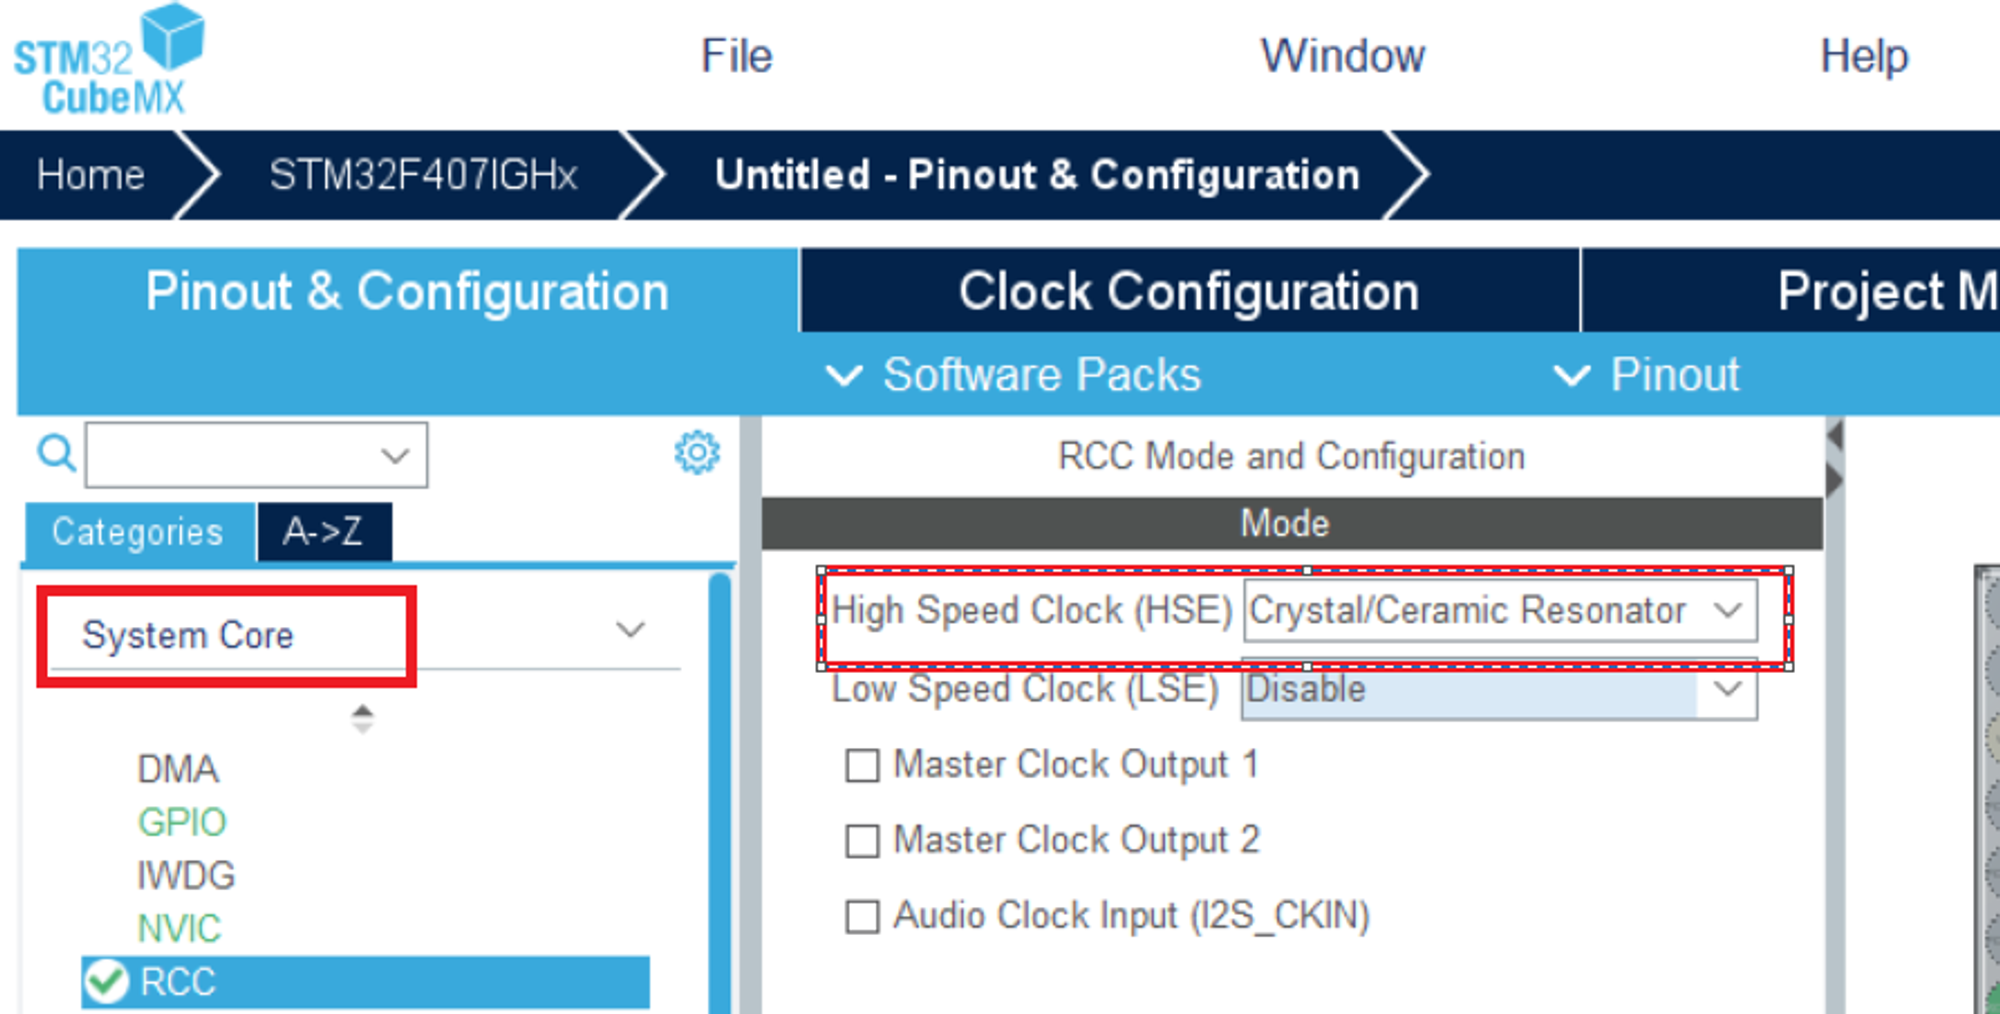 STM32
CubeMX
File
Window
Help
Home
STM32F407IGHx
Untitled - Pinout & Configuration
Pinout & Configuration
Clock Configuration
Project M
Software Packs
Pinout
Categories
A->Z
System Core
DMA
GPIO
IWDG
NVIC
RCC
RCC Mode and Configuration
Mode
High Speed Clock (HSE) Crystal/Ceramic Resonator
Low Speed Clock (LSE) Disable
Master Clock Output 1
Master Clock Output 2
Audio Clock Input (I2S_CKIN)